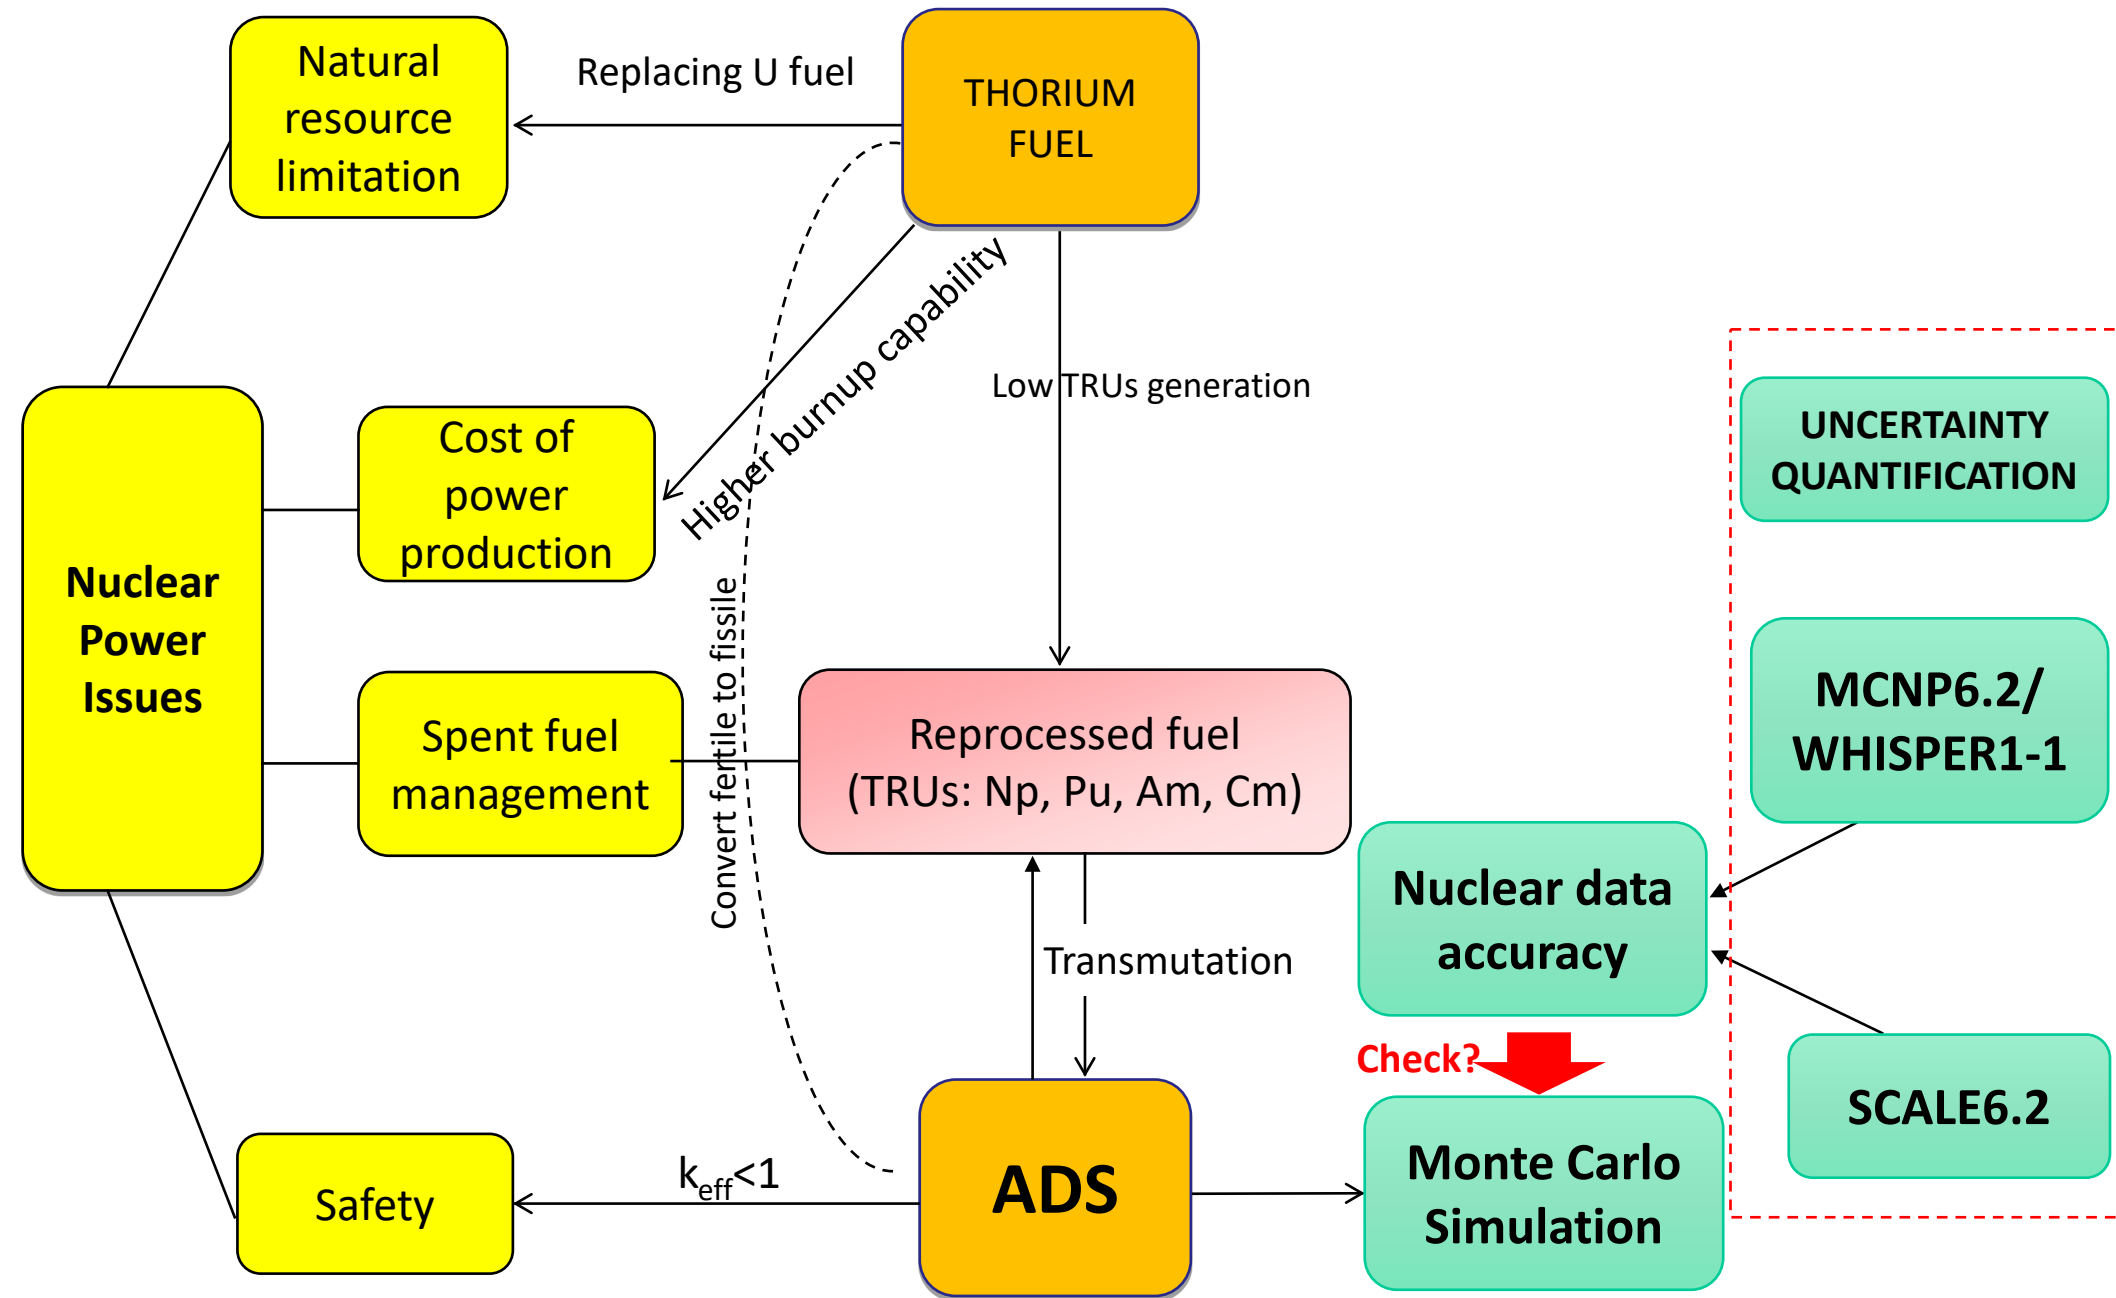 Natural
resource
limitation
Replacing U fuel
THORIUM
FUEL
Higher burnup capability
Low TRUs generation
UNCERTAINTY
QUANTIFICATION
Cost of
power
production
Nuclear
Power
Issues
Convert fertile to fissile
Spent fuel
management
Reprocessed fuel
(TRUs: Np, Pu, Am, Cm)
MCNP6.2/
WHISPER1-1
Nuclear data
accuracy
Transmutation
Check?
SCALE6.2
Safety
keff<1
ADS
Monte Carlo
Simulation